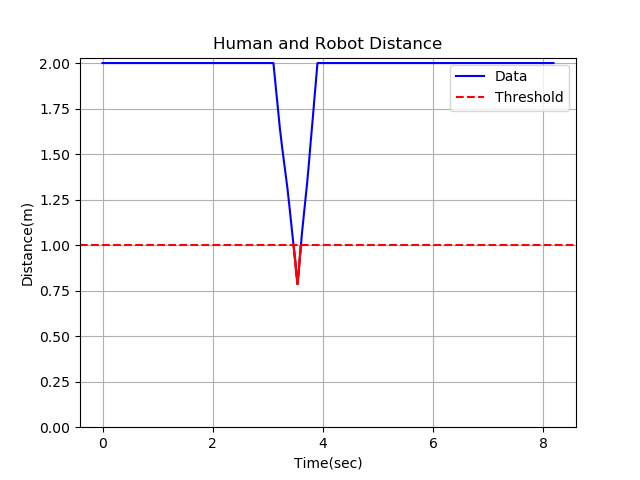 Human and Robot Distance
Data
Threshold
2.00
1.75
1.50
1.25
1.00
0.75
0.50
0.25
0.00
Distance(m)
0 2 4 6 8
Time(sec)